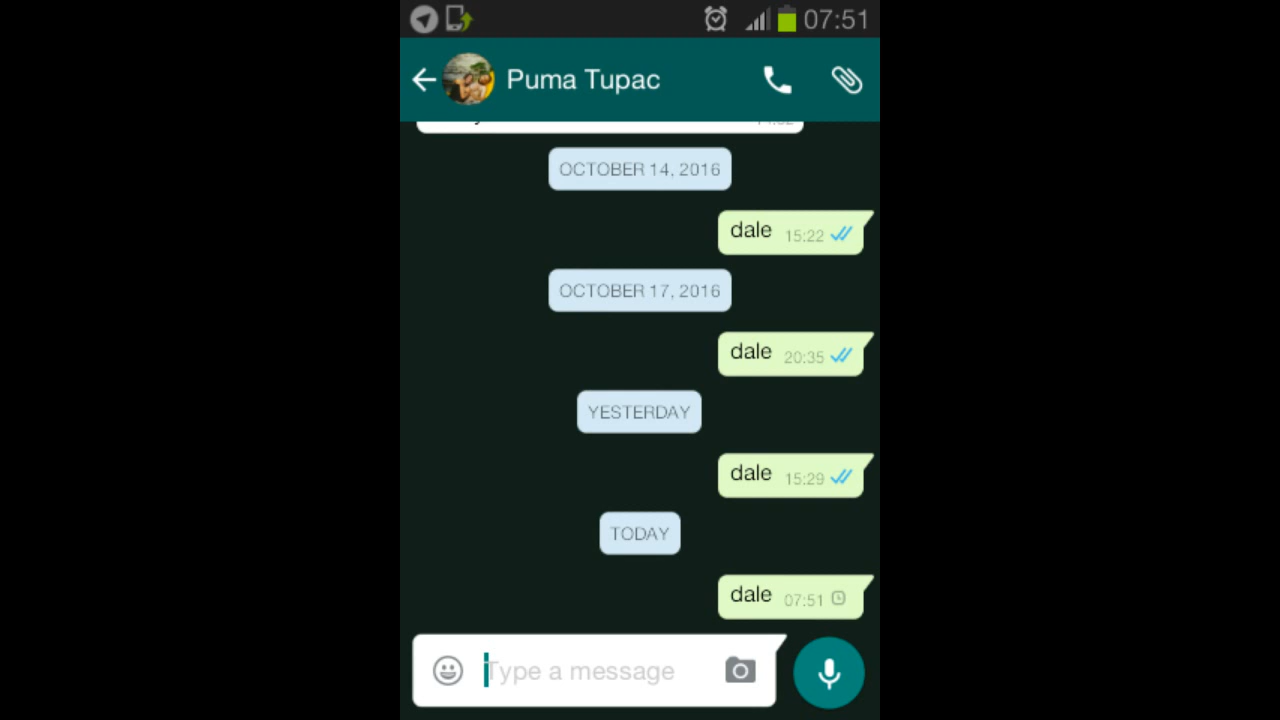 07:51
Puma Tupac
OCTOBER 14, 2016
dale 15:22
OCTOBER 17, 2016
dale 20:35
YESTERDAY
dale 15:29
TODAY
dale 07:51
Type a message